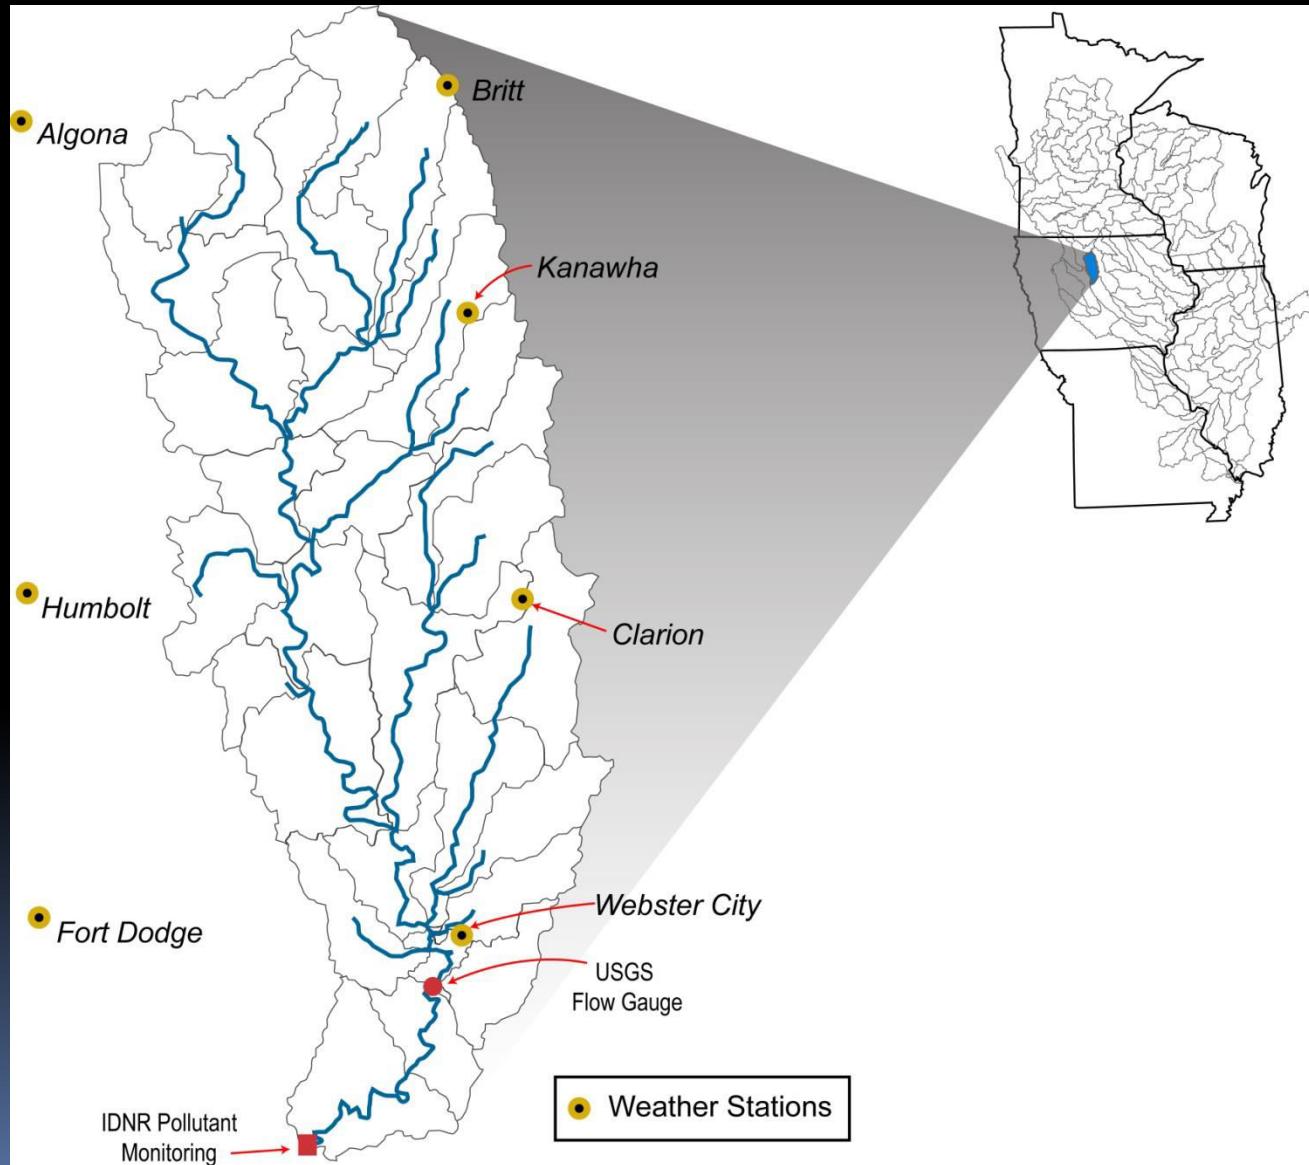 Britt
Algona
Kanawha
Humbolt
Clarion
Webster City
Fort Dodge
USGS
Flow Gauge
Weather Stations
IDNR Pollutant
Monitoring